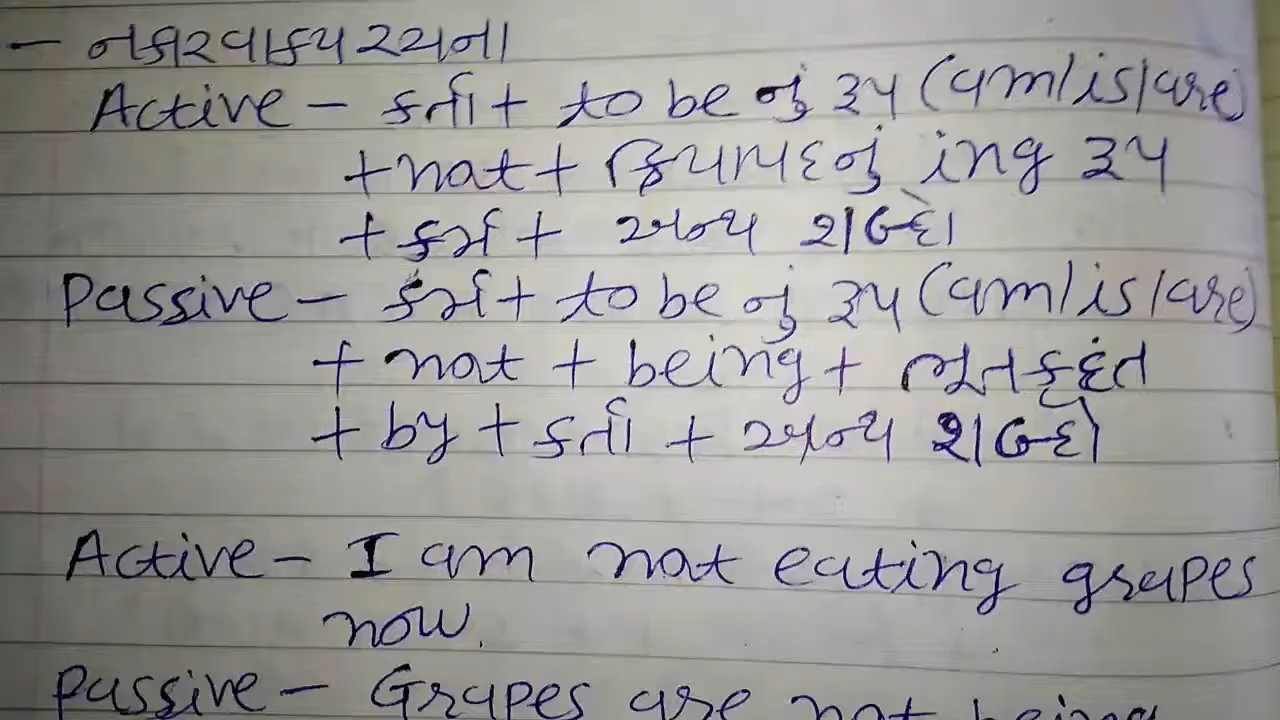 - નકારવાક્ય રચના
Active - કર્તા + to be નું રૂપ (am/is/are)
+ not + ક્રિયાપદનું ing રૂપ
+ કર્મ + અન્ય શબ્દો
Passive - કર્મ + to be નું રૂપ (am/is/are)
+ not + being + ભૂતકૃદંત
+ by + કર્તા + અન્ય શબ્દો
Active - I am not eating grapes
now.
Passive - Grapes are not being